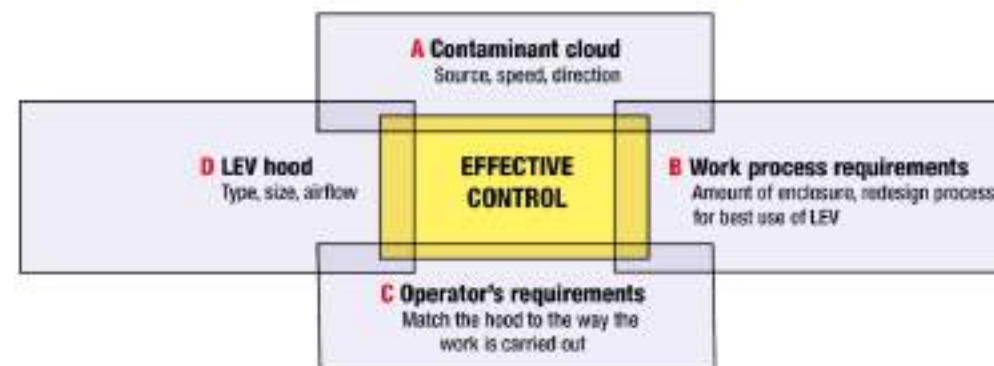 A Contaminant cloud
Source, speed, direction
D LEV hood
Type, size, airflow
EFFECTIVE
CONTROL
B Work process requirements
Amount of enclosure, redesign process
for best use of LEV
C Operator's requirements
Match the hood to the way the
work is carried out